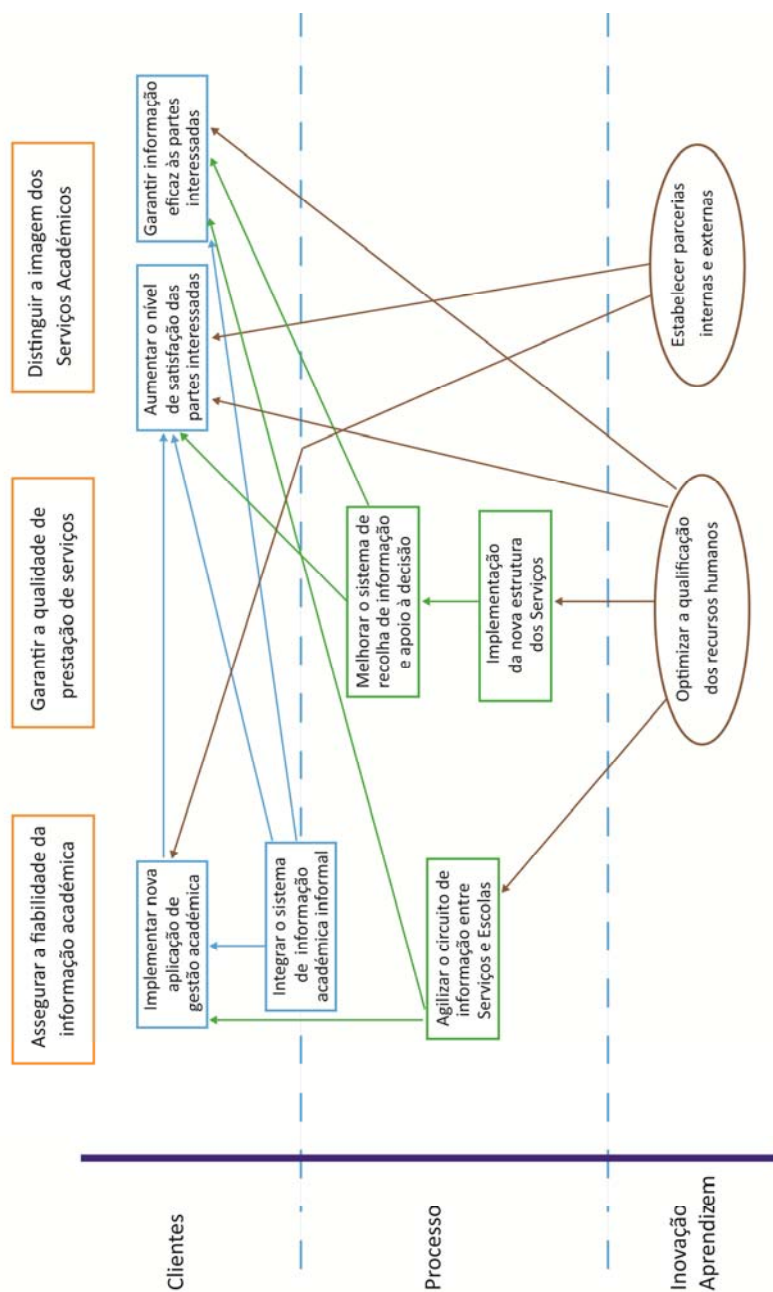 Assegurar a fiabilidade da
informação académica
Garantir a qualidade de
prestação de serviços
Distinguir a imagem dos
Serviços Académicos
Clientes
Implementar nova
aplicação de
gestão académica
Aumentar o nível
de satisfação das
partes interessadas
Garantir informação
eficaz às partes
interessadas
Integrar o sistema
de informação
académica informal
Processo
Melhorar o sistema de
recolha de informação
e apoio à decisão
Agilizar o circuito de
informação entre
Serviços e Escolas
Implementação
da nova estrutura
dos Serviços
Inovação
Aprendizem
Optimizar a qualificação
dos recursos humanos
Estabelecer parcerias
internas e externas